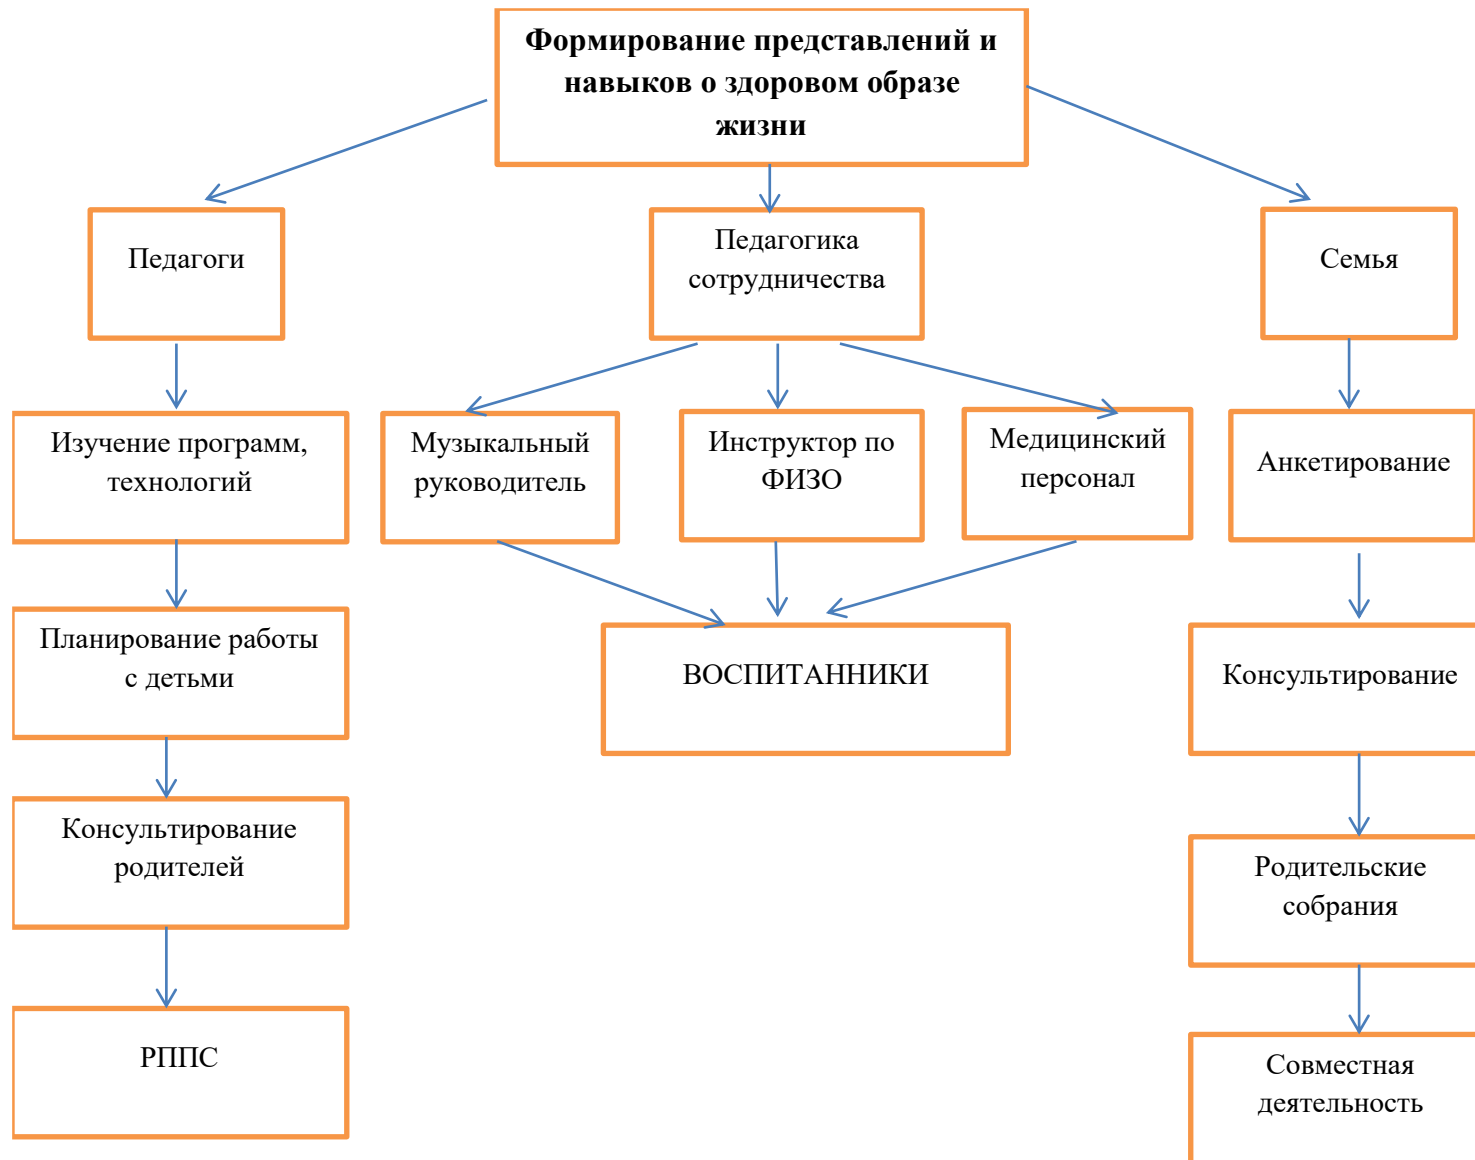 Формирование представлений и
навыков о здоровом образе
жизни
Педагоги
Педагогика
сотрудничества
Семья
Изучение программ,
технологий
Музыкальный
руководитель
Инструктор по
ФИЗО
Медицинский
персонал
Анкетирование
Планирование работы
с детьми
ВОСПИТАННИКИ
Консультирование
Консультирование
родителей
Родительские
собрания
РППС
Совместная
деятельность